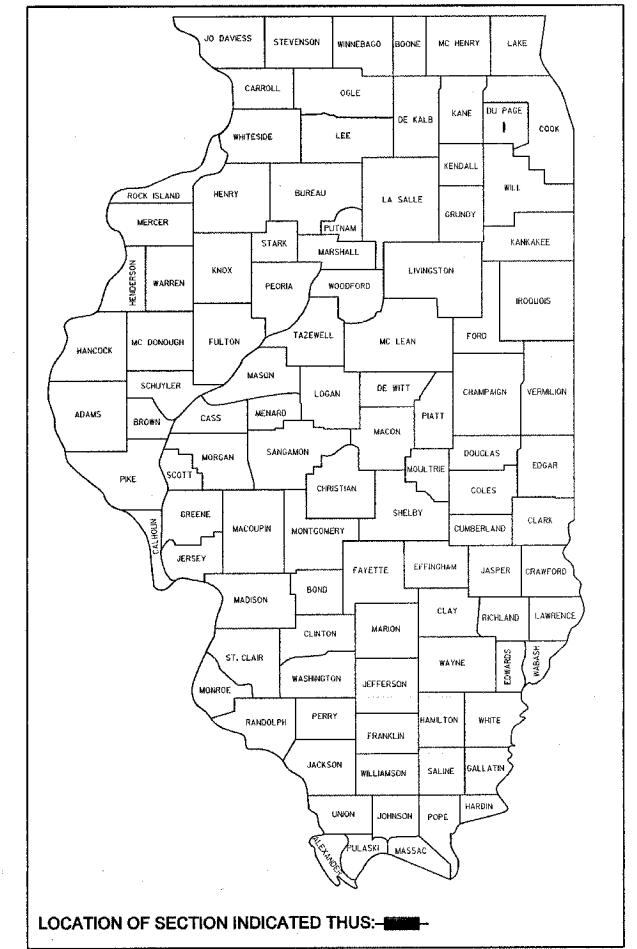 JO DAVIESS STEVENSON WINNEBAGO BOONE MC HENRY LAKE
CARROLL OGLE DE KALB KANE DU PAGE COOK
WHITESIDE LEE
KENDALL
ROCK ISLAND HENRY BUREAU LA SALLE WILL
MERCER PUTNAM GRUNDY
STARK MARSHALL KANKAKEE
HENDERSON WARREN KNOX PEORIA WOODFORD LIVINGSTON IROQUOIS
HANCOCK MC DONOUGH FULTON TAZEWELL MC LEAN FORD
MASON
SCHUYLER LOGAN DE WITT CHAMPAIGN VERMILION
ADAMS BROWN CASS MENARD MACON PIATT
MORGAN SANGAMON DOUGLAS
PIKE SCOTT CHRISTIAN MOULTRIE COLES EDGAR
GREENE MACOUPIN MONTGOMERY SHELBY CUMBERLAND CLARK
CALHOUN JERSEY FAYETTE EFFINGHAM JASPER CRAWFORD
MADISON BOND
CLAY RICHLAND LAWRENCE
CLINTON MARION
ST. CLAIR WAYNE EDWARDS WABASH
WASHINGTON JEFFERSON
MONROE
RANDOLPH PERRY HAMILTON WHITE
FRANKLIN
JACKSON WILLIAMSON SALINE GALLATIN
UNION JOHNSON POPE HARDIN
ALEXANDER PULASKI MASSAC
LOCATION OF SECTION INDICATED THUS: